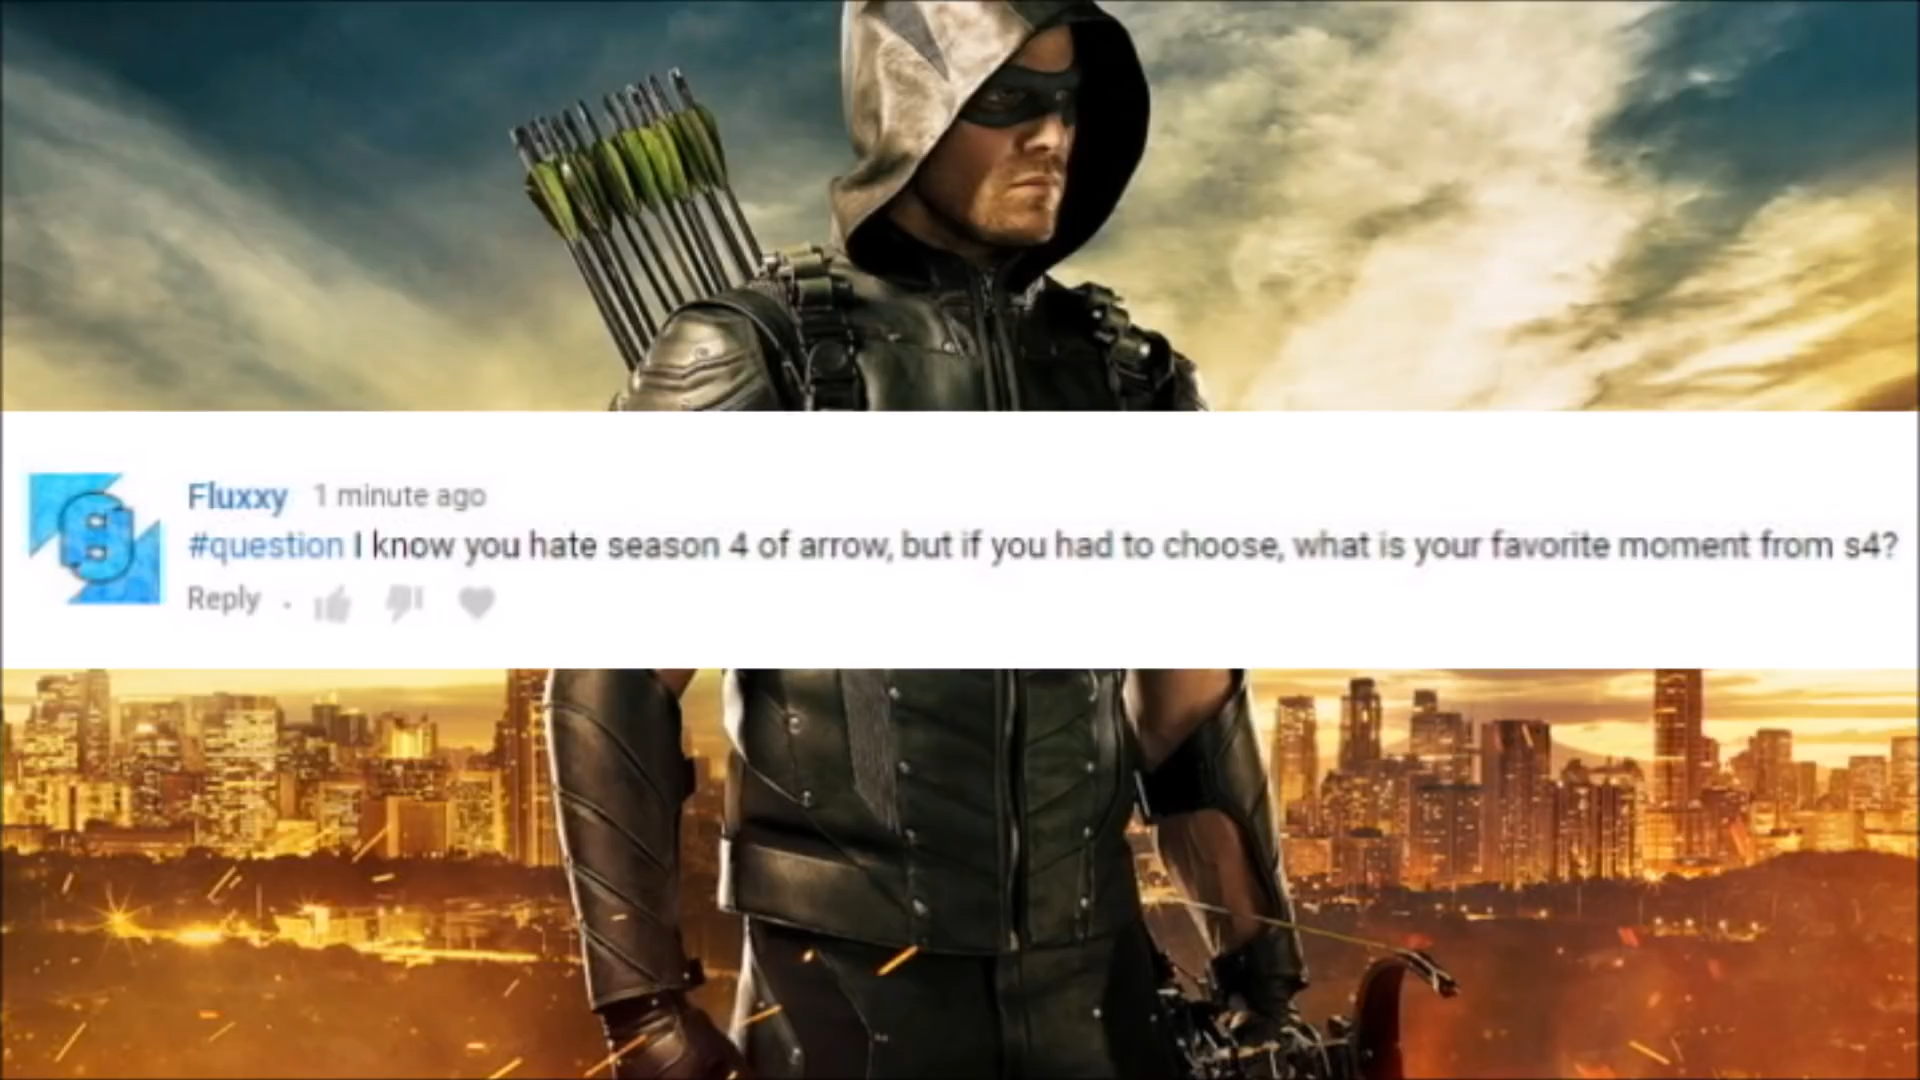 Fluxxy 1 minute ago
#question I know you hate season 4 of arrow, but if you had to choose, what is your favorite moment from s4?
Reply